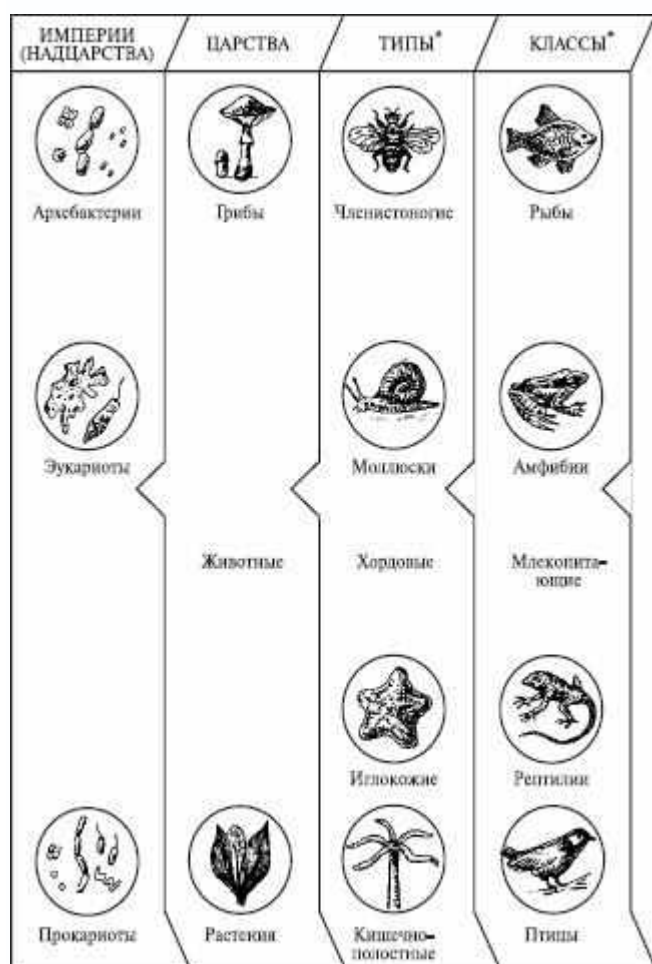 ИМПЕРИИ
(НАДЦАРСТВА)
ЦАРСТВА
ТИПЫ*
КЛАССЫ*
Архебактерии
Грибы
Членистоногие
Рыбы
Эукариоты
Моллюски
Амфибии
Животные
Хордовые
Млекопита-
ющие
Иглокожие
Рептилии
Прокариоты
Растения
Кишечно-
полостные
Птицы